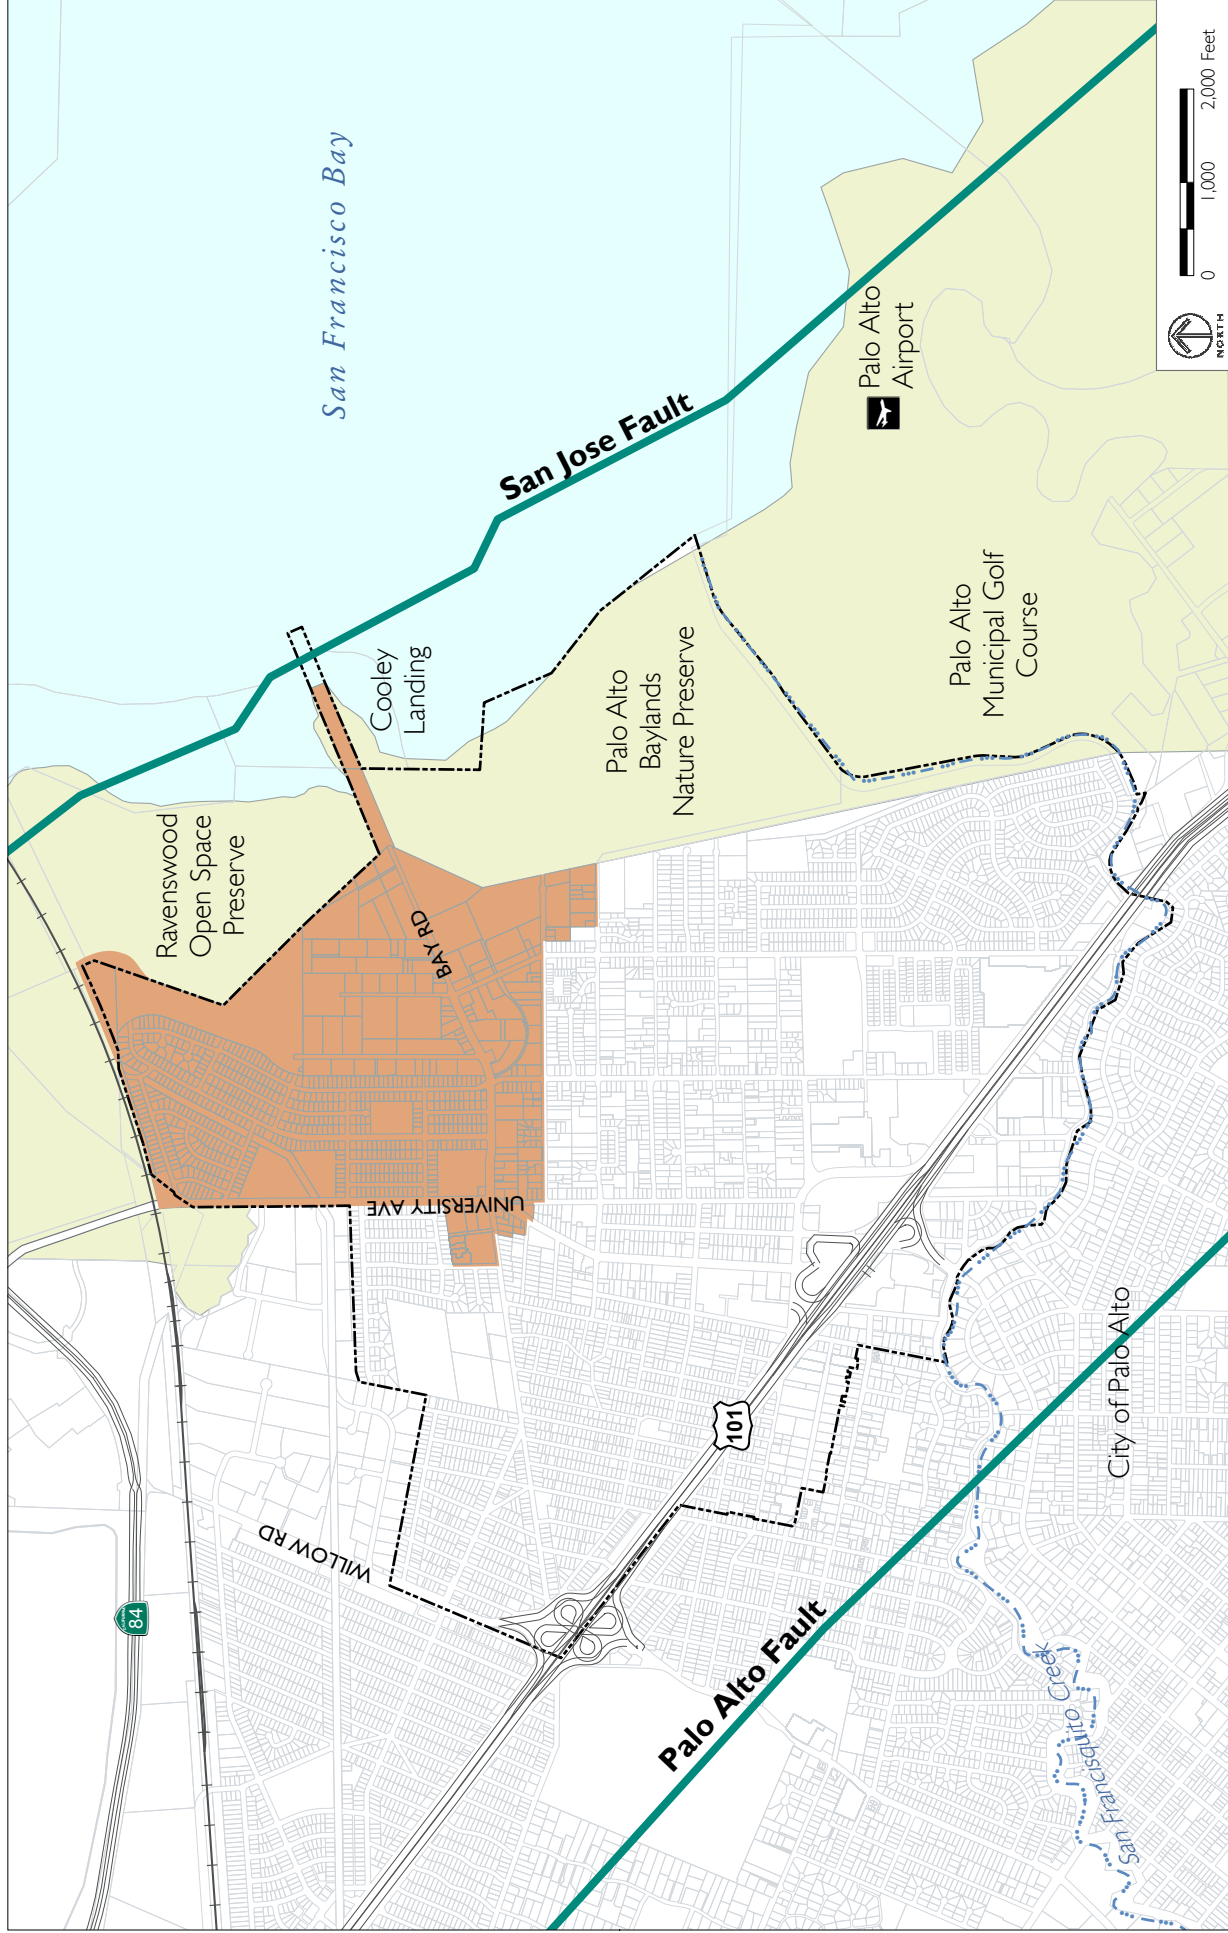 San Francisco Bay
San Jose Fault
Ravenswood
Open Space
Preserve
Cooley
Landing
BAY RD
UNIVERSITY AVE
WILLOW RD
84
101
Palo Alto
Baylands
Nature Preserve
Palo Alto
Airport
Palo Alto
Municipal Golf
Course
City of Palo Alto
Palo Alto Fault
San Francisquito Creek
NORTH
0 1,000 2,000 Feet